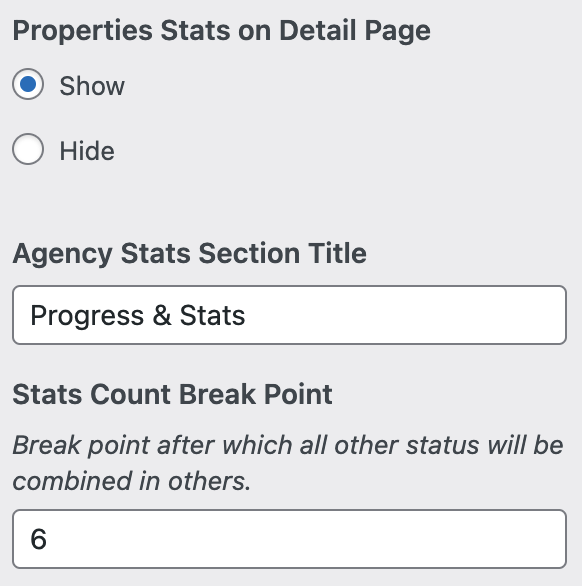 Properties Stats on Detail Page
Show
Hide
Agency Stats Section Title
Progress & Stats
Stats Count Break Point
Break point after which all other status will be
combined in others.
6